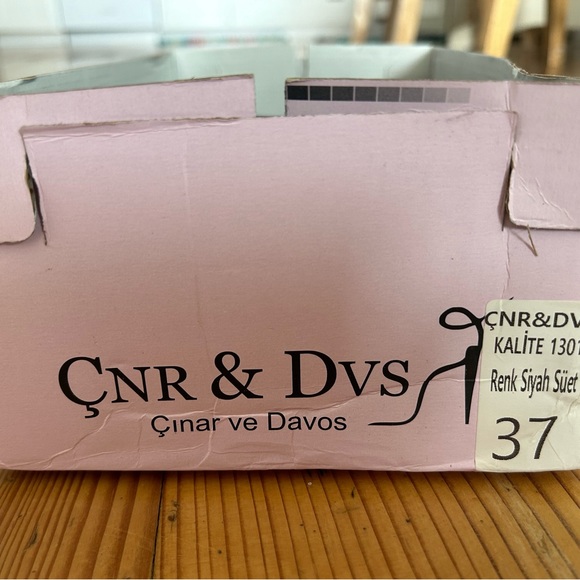 ÇNR & DVS
Çınar ve Davos
ÇNR&DV
KALİTE 1301
Renk Siyah Süet
37